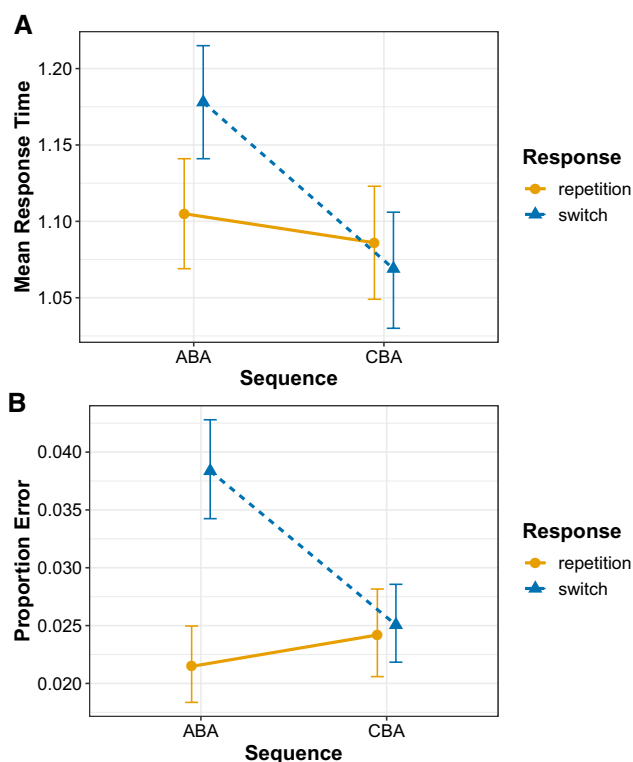 A
Mean Response Time
1.20
1.15
1.10
1.05
ABA
CBA
Sequence
Response
repetition
switch
B
Proportion Error
0.040
0.035
0.030
0.025
0.020
ABA
CBA
Sequence
Response
repetition
switch